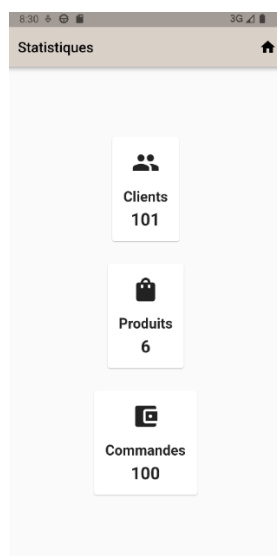 8:30 3G
Statistiques
Clients
101
Produits
6
Commandes
100